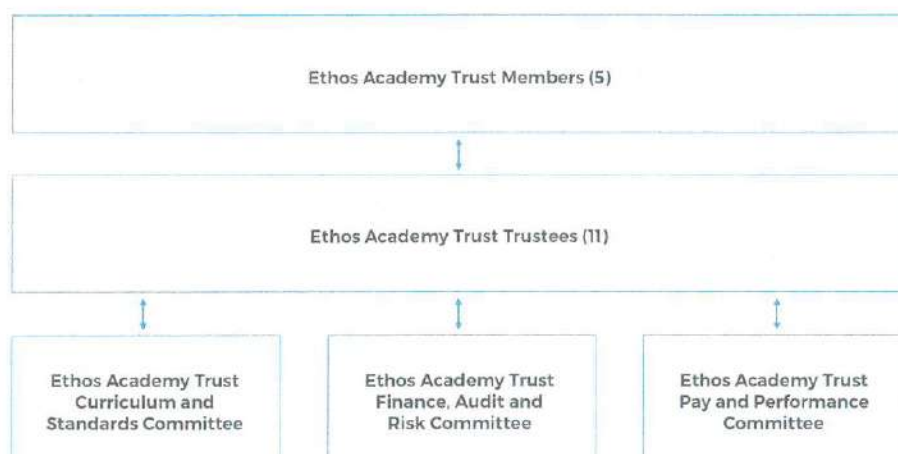 Ethos Academy Trust Members (5)
Ethos Academy Trust Trustees (11)
Ethos Academy Trust
Curriculum and
Standards Committee
Ethos Academy Trust
Finance, Audit and
Risk Committee
Ethos Academy Trust
Pay and Performance
Committee